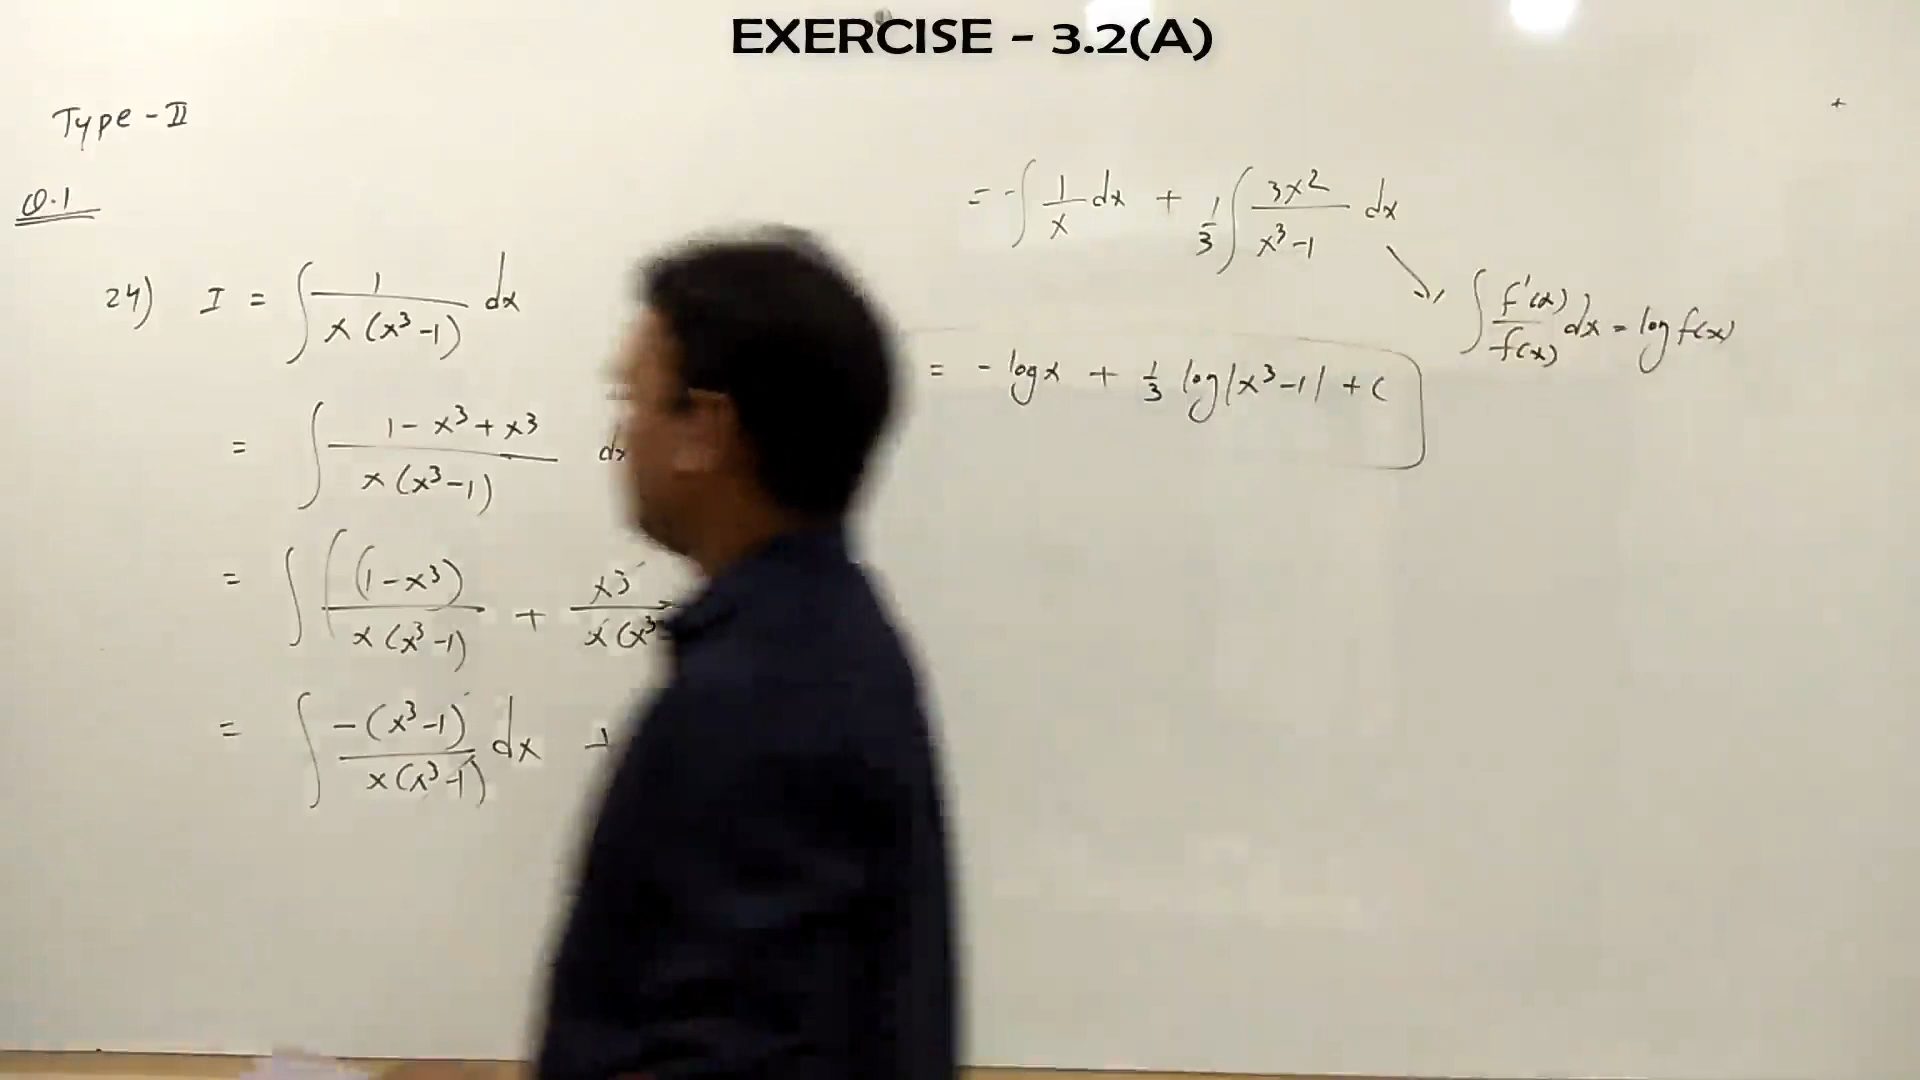 EXERCISE - 3.2(A)
Type - II
Q.1
24) I = ∫ 1/(x(x³-1)) dx
= ∫ (1 - x³ + x³)/(x(x³-1)) dx
= ∫ ((1-x³)/(x(x³-1)) + x³/(x(x³
= ∫ -(x³-1)/(x(x³-1)) dx +
= -∫ 1/x dx + 1/3 ∫ 3x²/(x³-1) dx
∫ f'(x)/f(x) dx = log f(x)
= - log x + 1/3 log|x³-1| + c